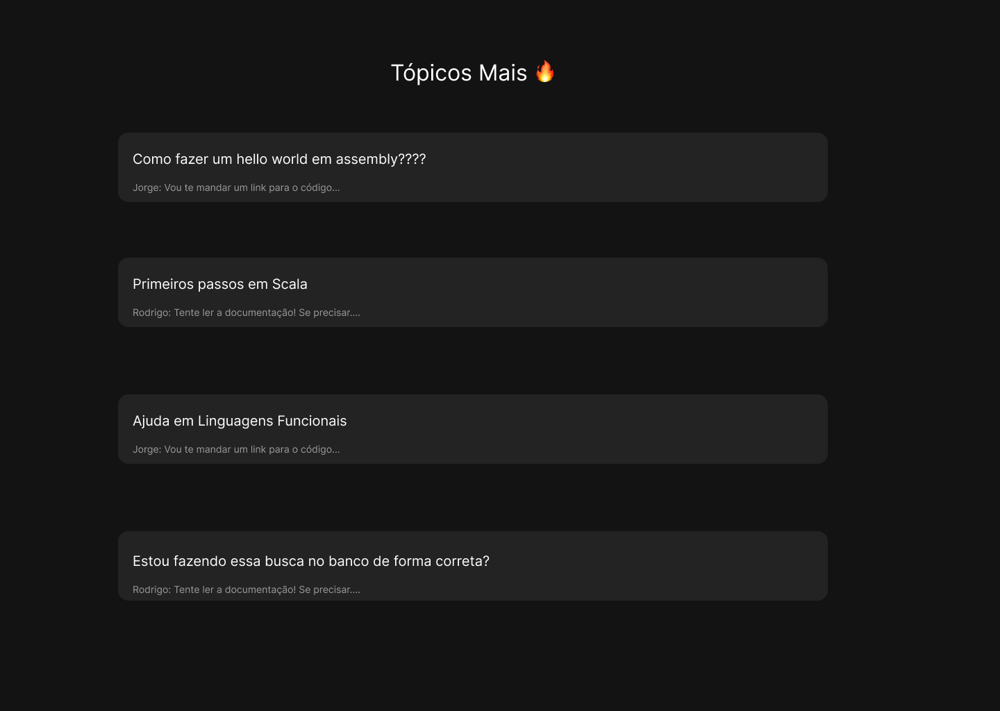 Tópicos Mais 🔥
Como fazer um hello world em assembly????
Jorge: Vou te mandar um link para o código...
Primeiros passos em Scala
Rodrigo: Tente ler a documentação! Se precisar....
Ajuda em Linguagens Funcionais
Jorge: Vou te mandar um link para o código...
Estou fazendo essa busca no banco de forma correta?
Rodrigo: Tente ler a documentação! Se precisar....